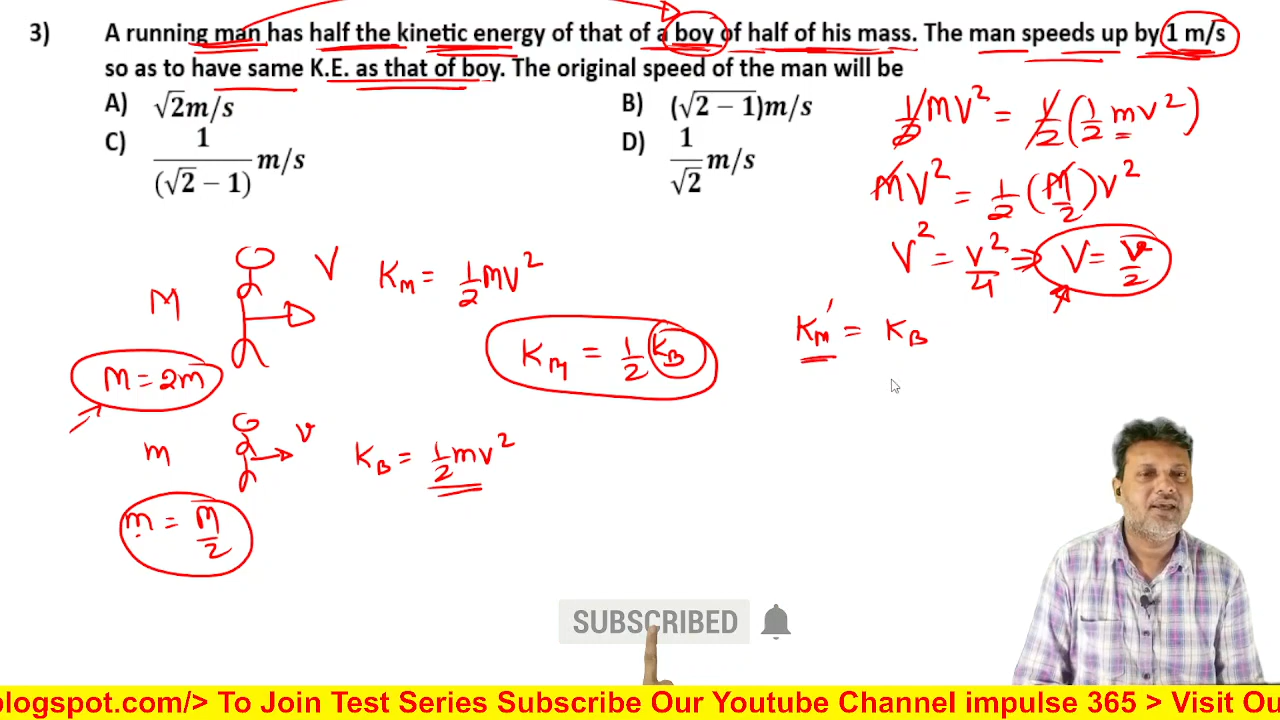 3) A running man has half the kinetic energy of that of a boy of half of his mass. The man speeds up by 1 m/s
so as to have same K.E. as that of boy. The original speed of the man will be
A) √2m/s B) (√2 − 1)m/s
C) 1/(√2 − 1) m/s D) 1/√2 m/s
½MV² = ½(½mv²)
MV² = ½(M/2)v²
V² = v²/4 ⇒ V = v/2
M V K_M = ½MV²
K_M = ½K_B K_M′ = K_B
M = 2m
m v K_B = ½mv²
m = M/2
SUBSCRIBED
blogspot.com/> To Join Test Series Subscribe Our Youtube Channel impulse 365 > Visit Ou